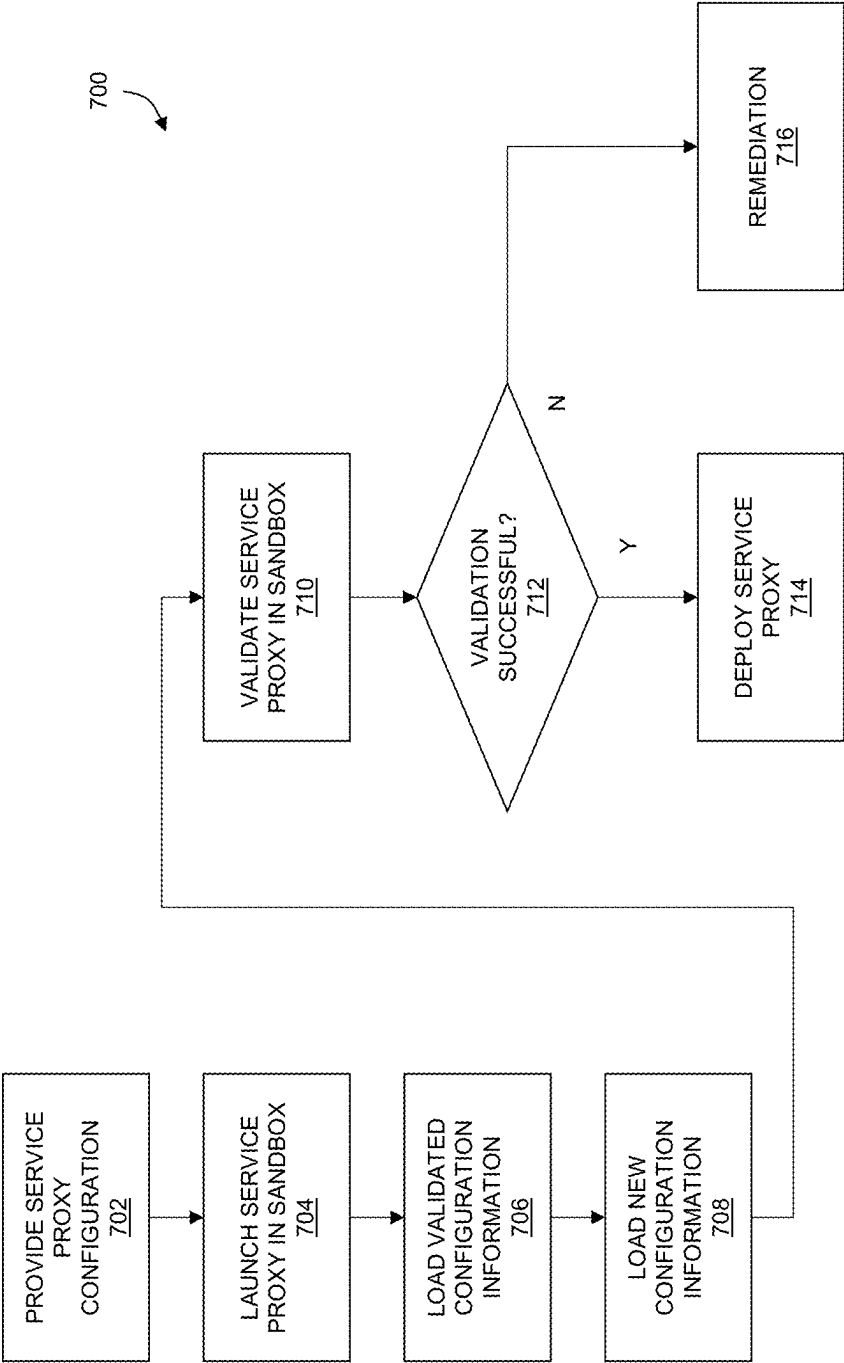 700
PROVIDE SERVICE
PROXY
CONFIGURATION
702
LAUNCH SERVICE
PROXY IN SANDBOX
704
LOAD VALIDATED
CONFIGURATION
INFORMATION
706
LOAD NEW
CONFIGURATION
INFORMATION
708
VALIDATE SERVICE
PROXY IN SANDBOX
710
VALIDATION
SUCCESSFUL?
712
N
Y
DEPLOY SERVICE
PROXY
714
REMEDIATION
716